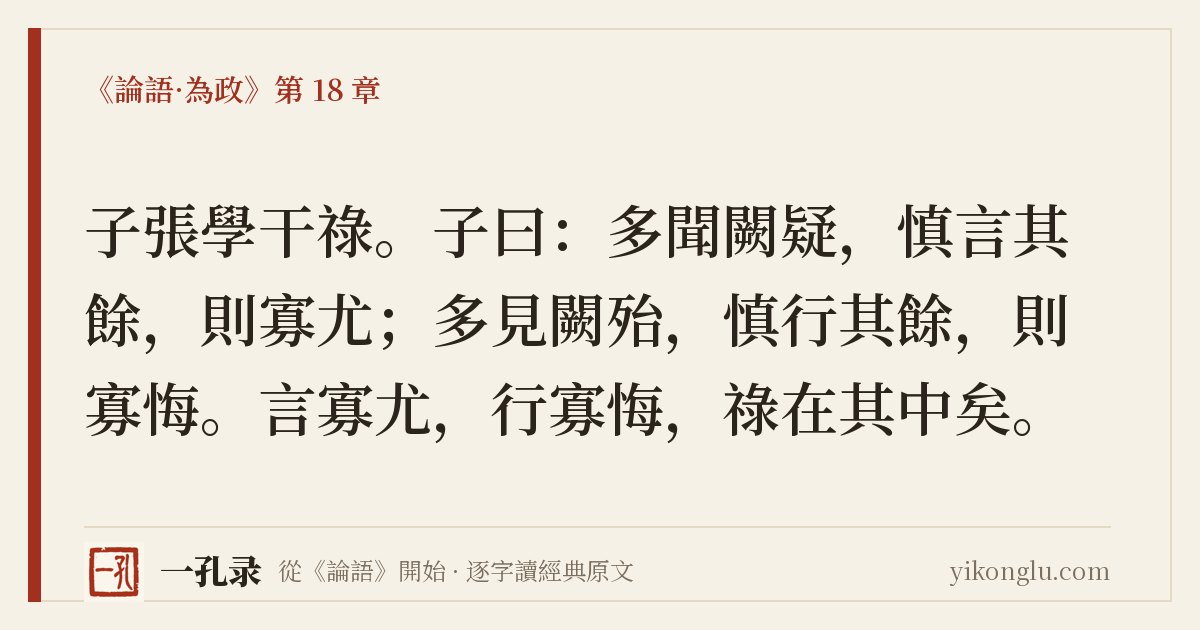 《論語·為政》第 18 章
子張學干祿。子曰：多聞闕疑，慎言其
餘，則寡尤；多見闕殆，慎行其餘，則
寡悔。言寡尤，行寡悔，祿在其中矣。
一孔
一孔录 從《論語》開始 · 逐字讀經典原文
yikonglu.com